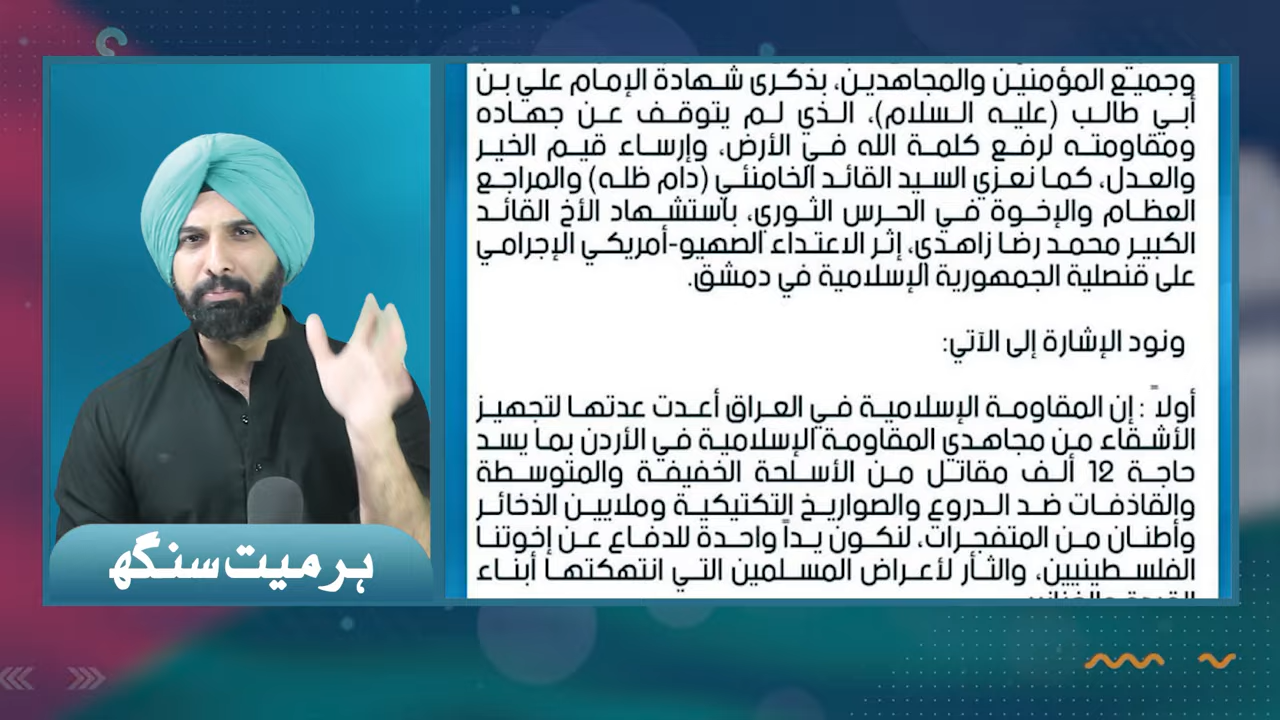 وجميع المؤمنين والمجاهدين، بذكرى شهادة الإمام علي بن
أبي طالب (عليه السلام)، الذي لم يتوقف عن جهاده
ومقاومته لرفع كلمة الله في الأرض، وإرساء قيم الخير
والعدل، كما نعزي السيد القائد الخامنئي (دام ظله) والمراجع
العظام والإخوة في الحرس الثوري، باستشهاد الأخ القائد
الكبير محمد رضا زاهدي، إثر الاعتداء الصهيو-أمريكي الإجرامي
على قنصلية الجمهورية الإسلامية في دمشق.
ونود الإشارة إلى الآتي:
أولاً : إن المقاومة الإسلامية في العراق أعدت عدتها لتجهيز
الأشقاء من مجاهدي المقاومة الإسلامية في الأردن بما يسد
حاجة 12 ألف مقاتل من الأسلحة الخفيفة والمتوسطة
والقاذفات ضد الدروع والصواريخ التكتيكية وملايين الذخائر
وأطنان من المتفجرات، لنكون يداً واحدة للدفاع عن إخوتنا
الفلسطينيين، والثأر لأعراض المسلمين التي انتهكتها أبناء
ہرمیت سنگھ